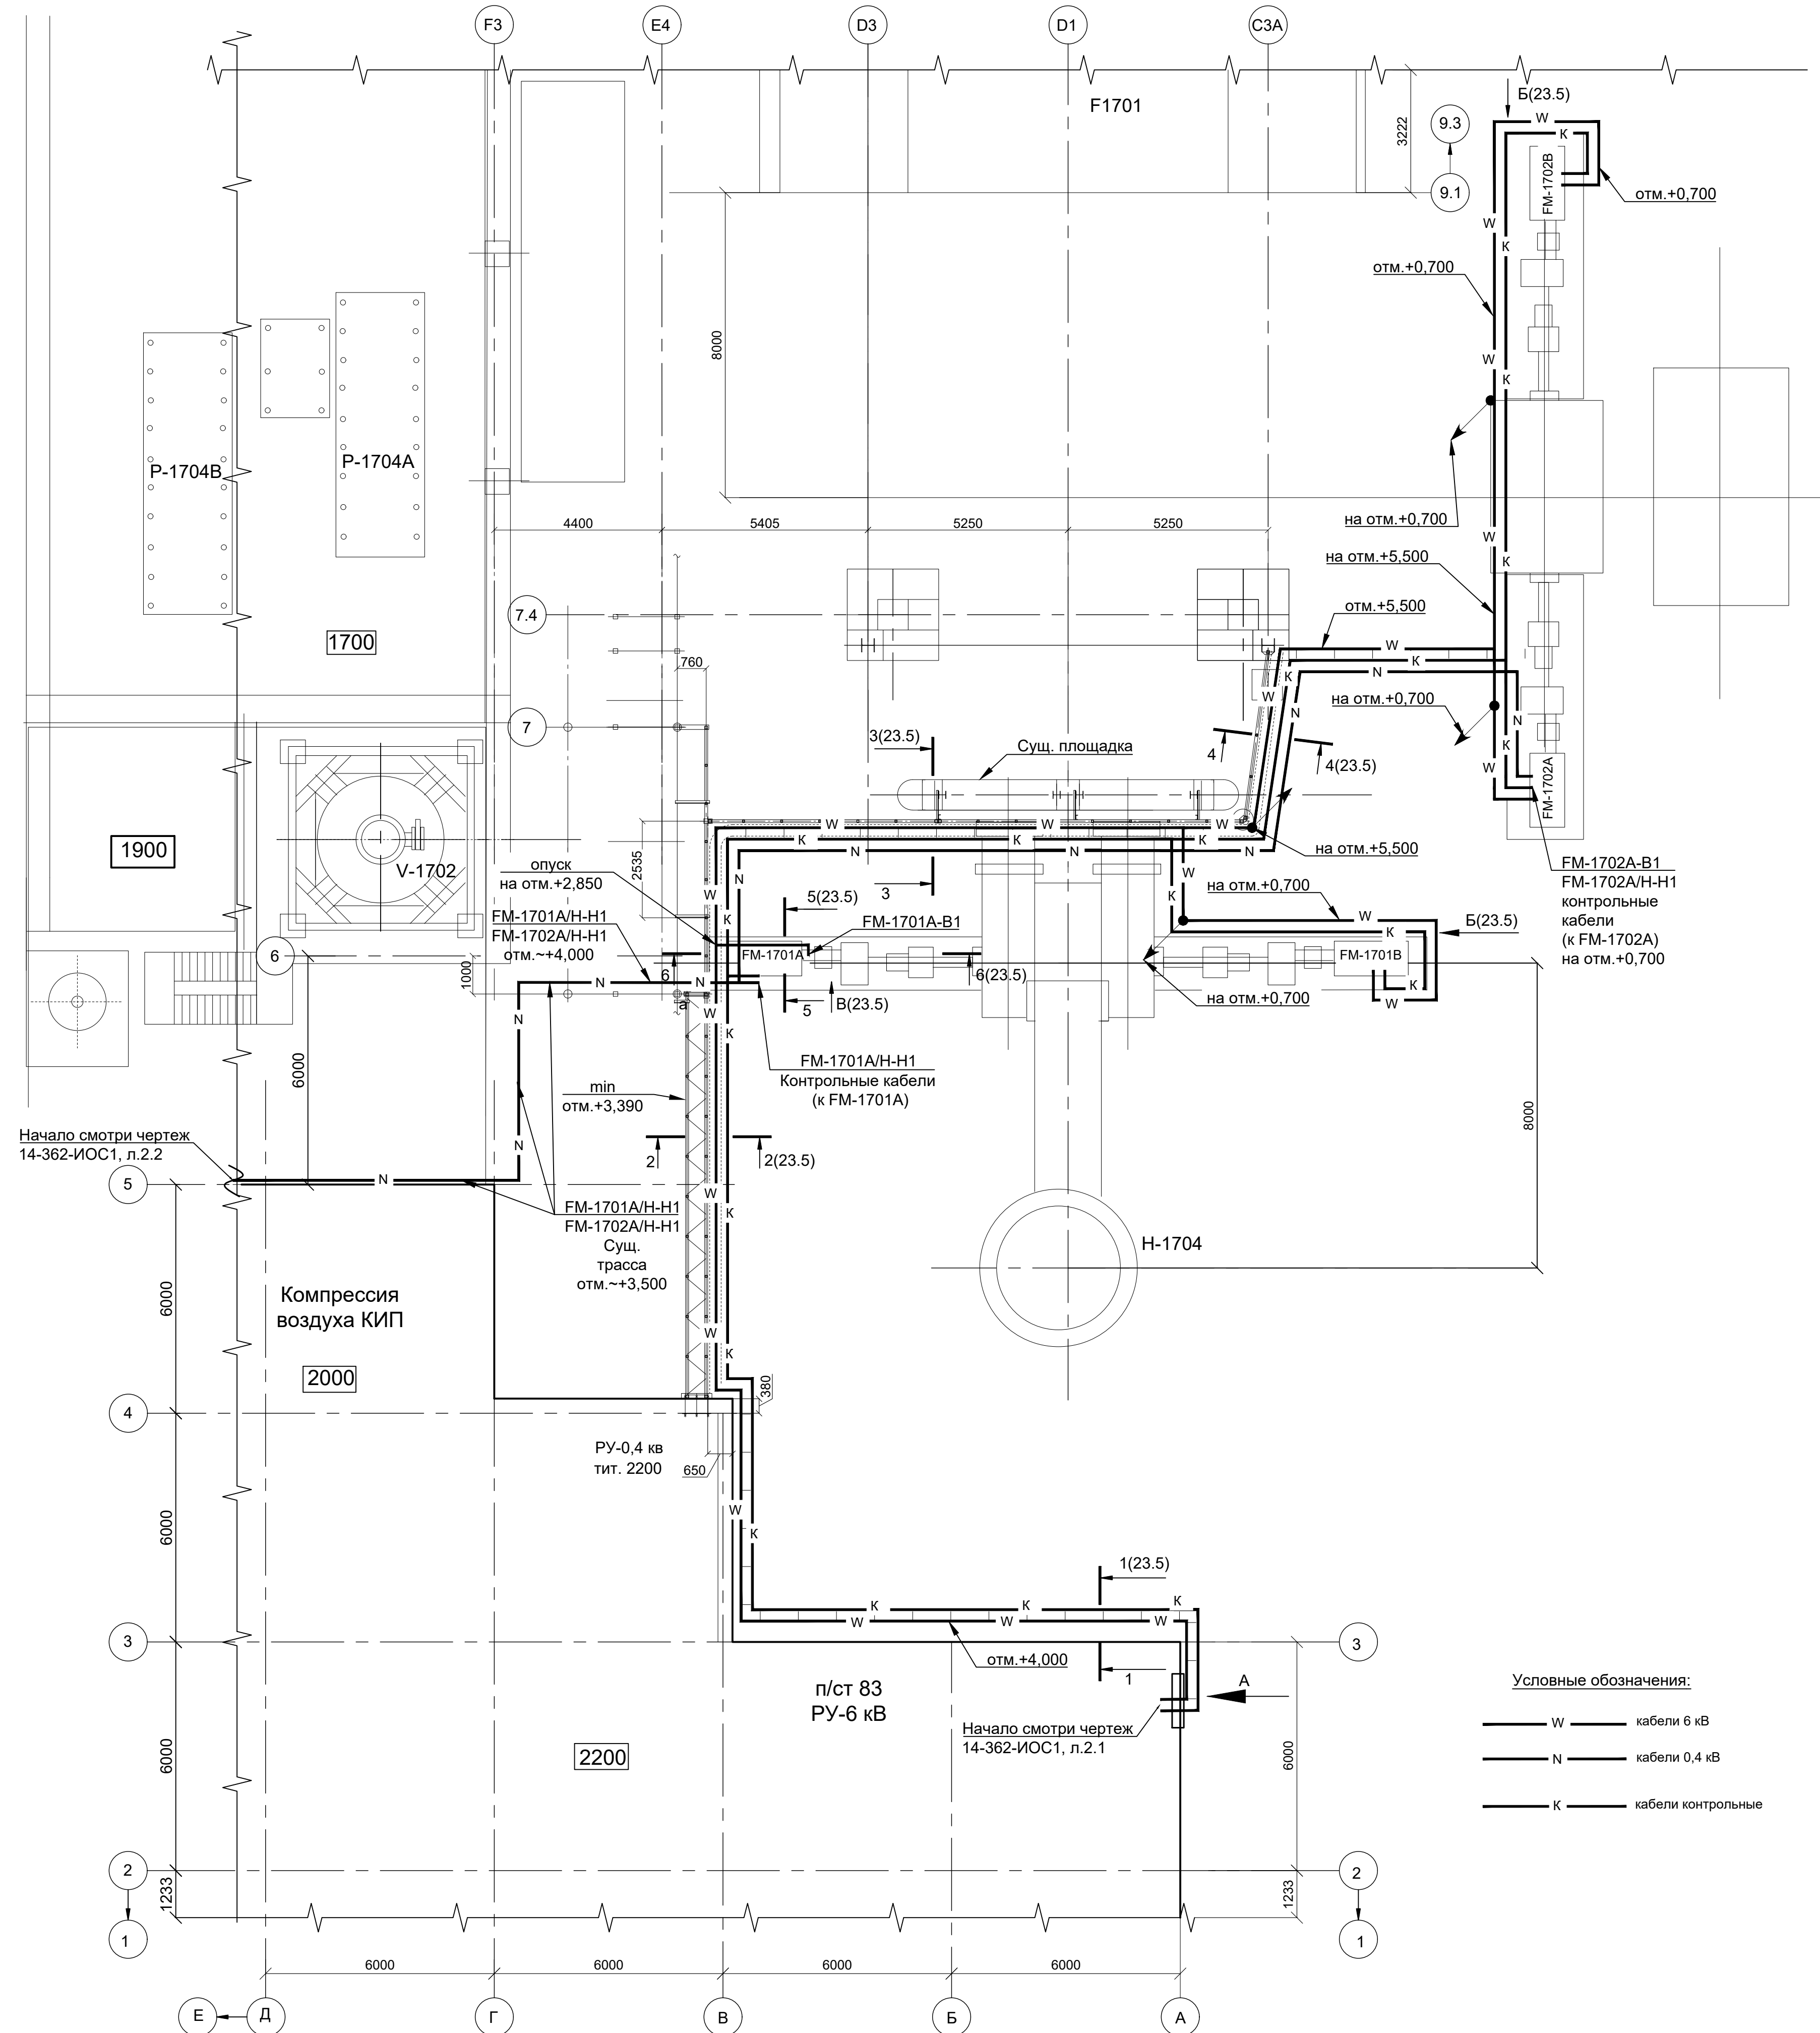 F3
E4
D3
D1
C3A
F1701
3222
9.3
9.1
Б(23.5)
W
К
FM-1702B
отм.+0,700
W
К
отм.+0,700
8000
P-1704B
P-1704A
W
К
на отм.+0,700
4400
5405
5250
5250
W
на отм.+5,500
К
7.4
отм.+5,500
1700
760
W
К
N
К
W
N
на отм.+0,700
7
3(23.5)
Сущ. площадка
4
4(23.5)
N
К
W
FM-1702A
W
W
W
К
К
К
N
N
N
на отм.+5,500
1900
V-1702
2535
опуск
на отм.+2,850
N
W
К
3
W
К
на отм.+0,700
FM-1702A-B1
FM-1702A/Н-Н1
контрольные
кабели
(к FM-1702A)
на отм.+0,700
5(23.5)
FM-1701A-B1
FM-1701A/Н-Н1
FM-1702A/Н-Н1
отм.~+4,000
W
К
Б(23.5)
6
FM-1701A
FM-1701B
6
6(23.5)
1000
N
N
N
В(23.5)
5
на отм.+0,700
К
W
а
N
W
К
6000
FM-1701A/Н-Н1
Контрольные кабели
(к FM-1701A)
min
отм.+3,390
8000
Начало смотри чертеж
14-362-ИОС1, л.2.2
N
2
2(23.5)
5
N
W
К
FM-1701A/Н-Н1
FM-1702A/Н-Н1
Сущ.
трасса
отм.~+3,500
Н-1704
6000
Компрессия
воздуха КИП
W
К
2000
380
4
РУ-0,4 кв
тит. 2200
650
W
К
6000
1(23.5)
К
К
К
W
W
W
3
3
отм.+4,000
1
п/ст 83
РУ-6 кВ
А
Начало смотри чертеж
14-362-ИОС1, л.2.1
Условные обозначения:
W
кабели 6 кВ
2200
6000
6000
N
кабели 0,4 кВ
К
кабели контрольные
2
2
1233
1233
1
1
6000
6000
6000
6000
Е
Д
Г
В
Б
А